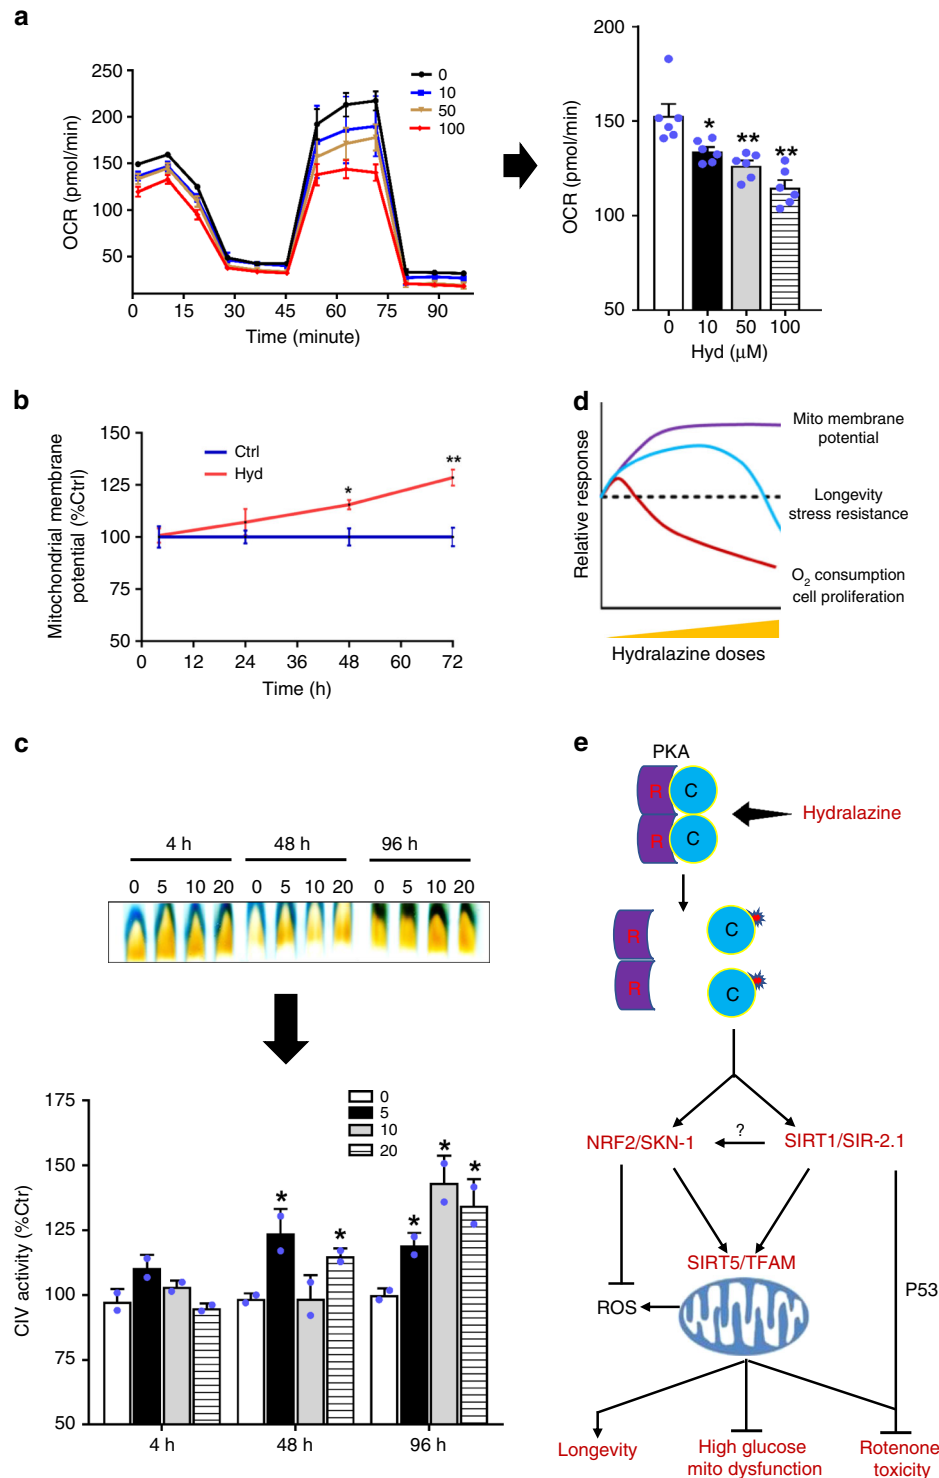 a
OCR (pmol/min)
250
200
150
100
50
0
15
30
45
60
75
90
Time (minute)
0
10
50
100
OCR (pmol/min)
200
150
100
50
*
**
**
0
10
50
100
Hyd (μM)
b
Mitochondrial membrane
potential (%Ctrl)
150
125
100
75
50
Ctrl
Hyd
*
**
0
12
24
36
48
60
72
Time (h)
d
Relative response
Mito membrane
potential
Longevity
stress resistance
O2 consumption
cell proliferation
Hydralazine doses
c
4 h
48 h
96 h
0 5 10 20 0 5 10 20 0 5 10 20
CIV activity (%Ctr)
175
150
125
100
75
50
0
5
10
20
*
*
*
*
*
4 h
48 h
96 h
e
PKA
R
C
R
C
Hydralazine
R
C
R
C
NRF2/SKN-1
?
SIRT1/SIR-2.1
SIRT5/TFAM
ROS
P53
Longevity
High glucose
mito dysfunction
Rotenone
toxicity